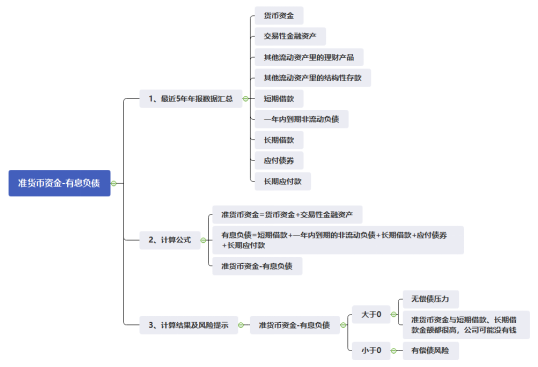 准货币资金-有息负债
1、最近5年年报数据汇总
货币资金
交易性金融资产
其他流动资产里的理财产品
其他流动资产里的结构性存款
短期借款
一年内到期非流动负债
长期借款
应付债券
长期应付款
2、计算公式
准货币资金=货币资金+交易性金融资产
有息负债=短期借款+一年内到期的非流动负债+长期借款+应付债券
+长期应付款
准货币资金-有息负债
3、计算结果及风险提示
准货币资金-有息负债
大于0
无偿债压力
准货币资金与短期借款、长期借
款金额都很高，公司可能没有钱
小于0
有偿债风险